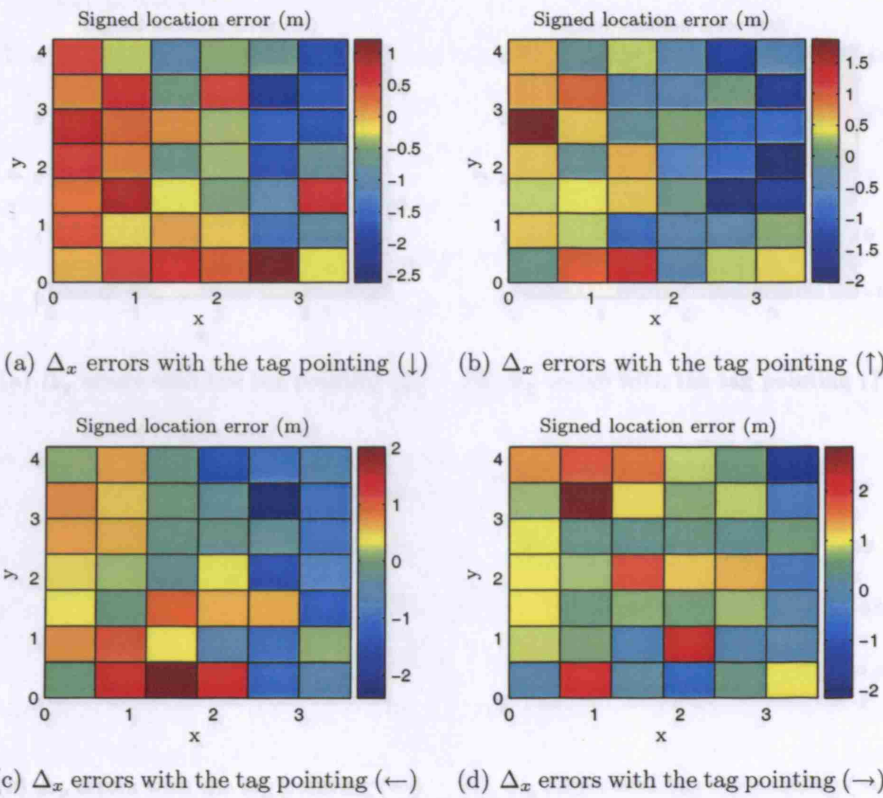 Signed location error (m)
Signed location error (m)
4
3
2
1
0
y
0 1 2 3
x
1
0.5
0
−0.5
−1
−1.5
−2
−2.5
4
3
2
1
0
y
0 1 2 3
x
1.5
1
0.5
0
−0.5
−1
−1.5
−2
(a) Δx errors with the tag pointing (↓)
(b) Δx errors with the tag pointing (↑)
Signed location error (m)
Signed location error (m)
4
3
2
1
0
y
0 1 2 3
x
2
1
0
−1
−2
4
3
2
1
0
y
0 1 2 3
x
2
1
0
−1
−2
c) Δx errors with the tag pointing (←)
(d) Δx errors with the tag pointing (→)